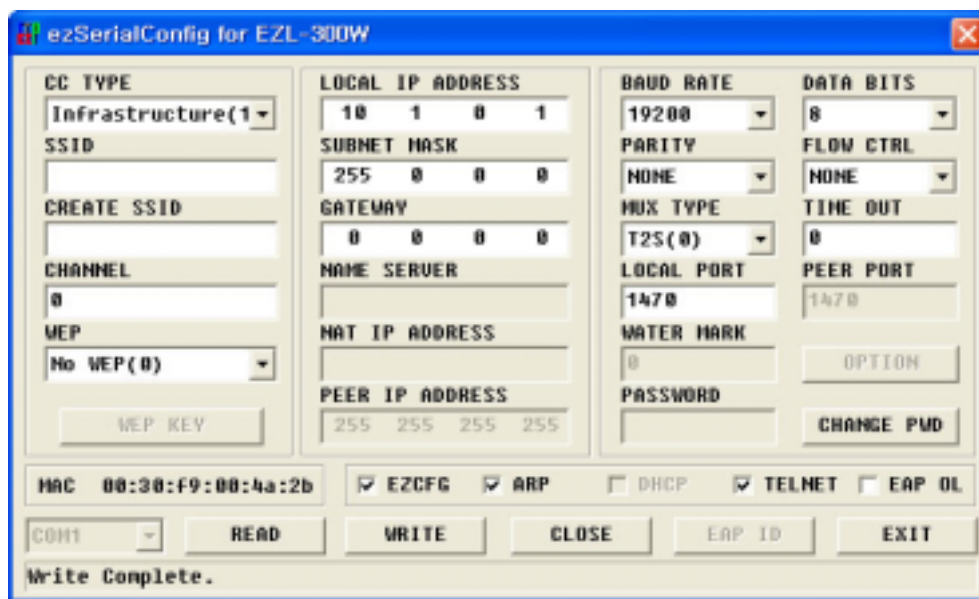 ezSerialConfig for EZL-300W
CC TYPE
Infrastructure(1
SSID
CREATE SSID
CHANNEL
0
WEP
No WEP(0)
WEP KEY
LOCAL IP ADDRESS
10 1 0 1
SUBNET MASK
255 0 0 0
GATEWAY
0 0 0 0
NAME SERVER
NAT IP ADDRESS
PEER IP ADDRESS
255 255 255 255
BAUD RATE DATA BITS
19200 8
PARITY FLOW CTRL
NONE NONE
MUX TYPE TIME OUT
T2S(0) 0
LOCAL PORT PEER PORT
1470 1470
WATER MARK
0 OPTION
PASSWORD
CHANGE PWD
MAC 00:30:f9:00:4a:2b
EZCFG ARP DHCP TELNET EAP OL
COM1 READ WRITE CLOSE EAP ID EXIT
Write Complete.